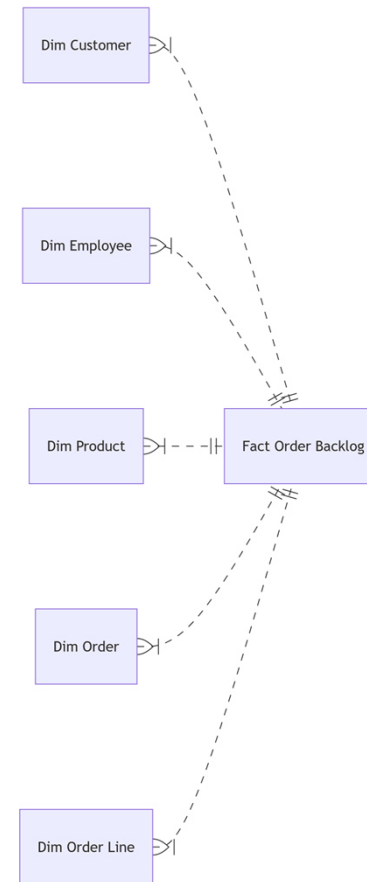 Dim Customer
Dim Employee
Dim Product
Fact Order Backlog
Dim Order
Dim Order Line